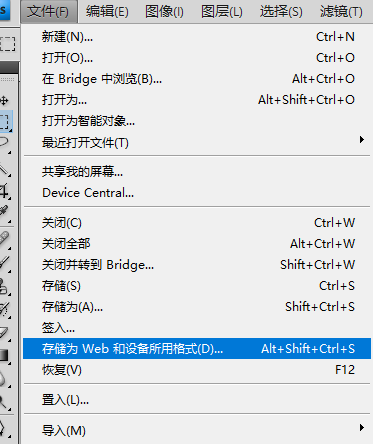 文件(F) 编辑(E) 图像(I) 图层(L) 选择(S) 滤镜(T)
新建(N)... Ctrl+N
打开(O)... Ctrl+O
在 Bridge 中浏览(B)... Alt+Ctrl+O
打开为... Alt+Shift+Ctrl+O
打开为智能对象...
最近打开文件(T)
共享我的屏幕...
Device Central...
关闭(C) Ctrl+W
关闭全部 Alt+Ctrl+W
关闭并转到 Bridge... Shift+Ctrl+W
存储(S) Ctrl+S
存储为(A)... Shift+Ctrl+S
签入...
存储为 Web 和设备所用格式(D)... Alt+Shift+Ctrl+S
恢复(V) F12
置入(L)...
导入(M)